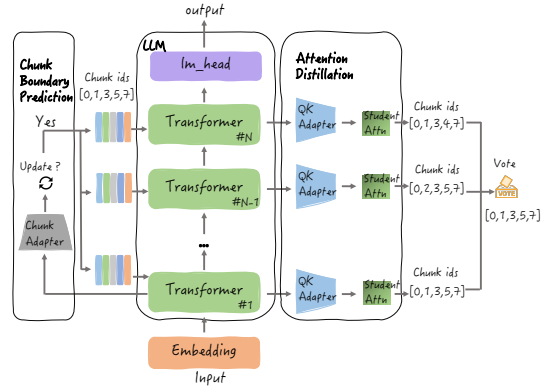 output
Chunk
Boundary
Prediction
Yes
Update ?
Chunk
Adapter
Chunk ids
[0,1,3,5,7]
LLM
lm_head
Transformer
#N
Transformer
#N-1
...
Transformer
#1
Embedding
Input
Attention
Distillation
QK
Adapter
Student
Attn
Chunk ids
[0,1,3,4,7]
QK
Adapter
Student
Attn
Chunk ids
[0,2,3,5,7]
QK
Adapter
Student
Attn
Chunk ids
[0,1,3,5,7]
Vote
VOTE
[0,1,3,5,7]